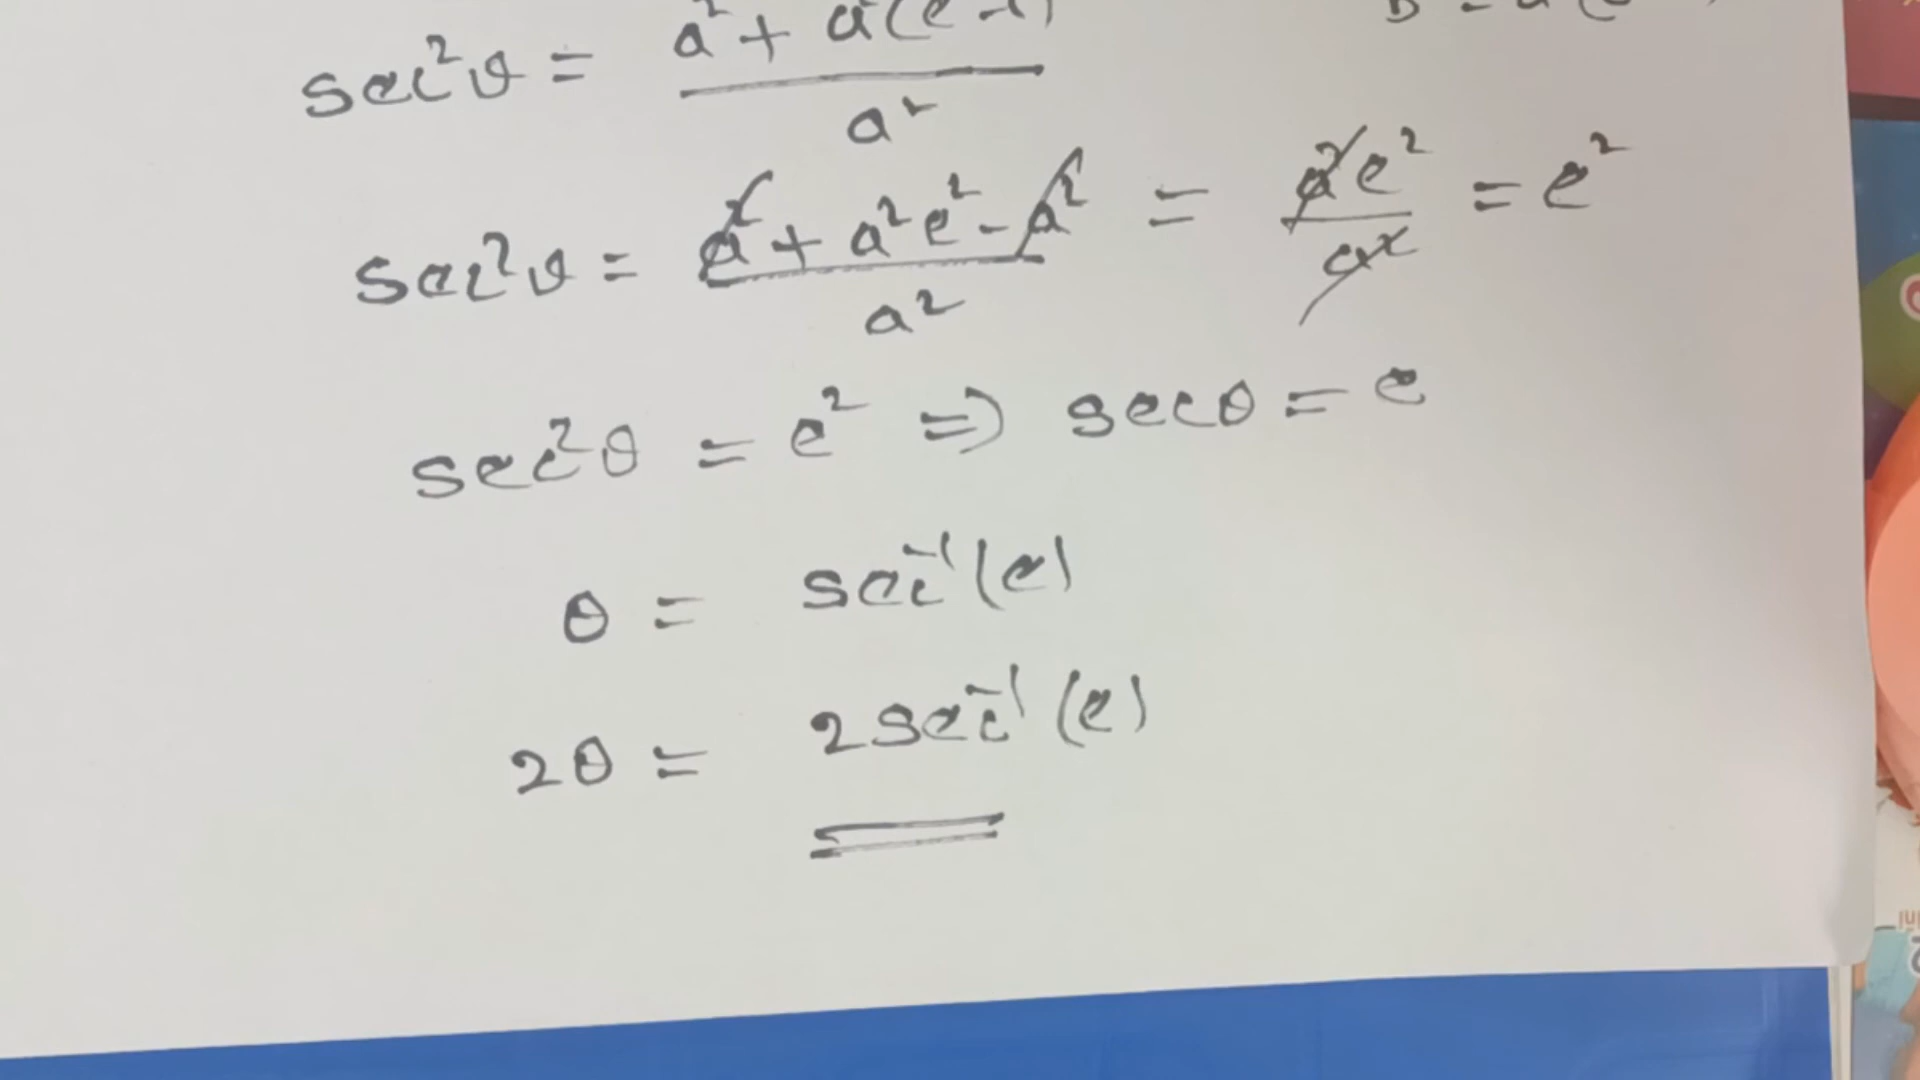 sec²θ = a² + a²(e²-1) / a²
sec²θ = a² + a²e² - a² / a² = a²e² / a² = e²
sec²θ = e² ⇒ secθ = e
θ = sec⁻¹(e)
2θ = 2sec⁻¹(e)